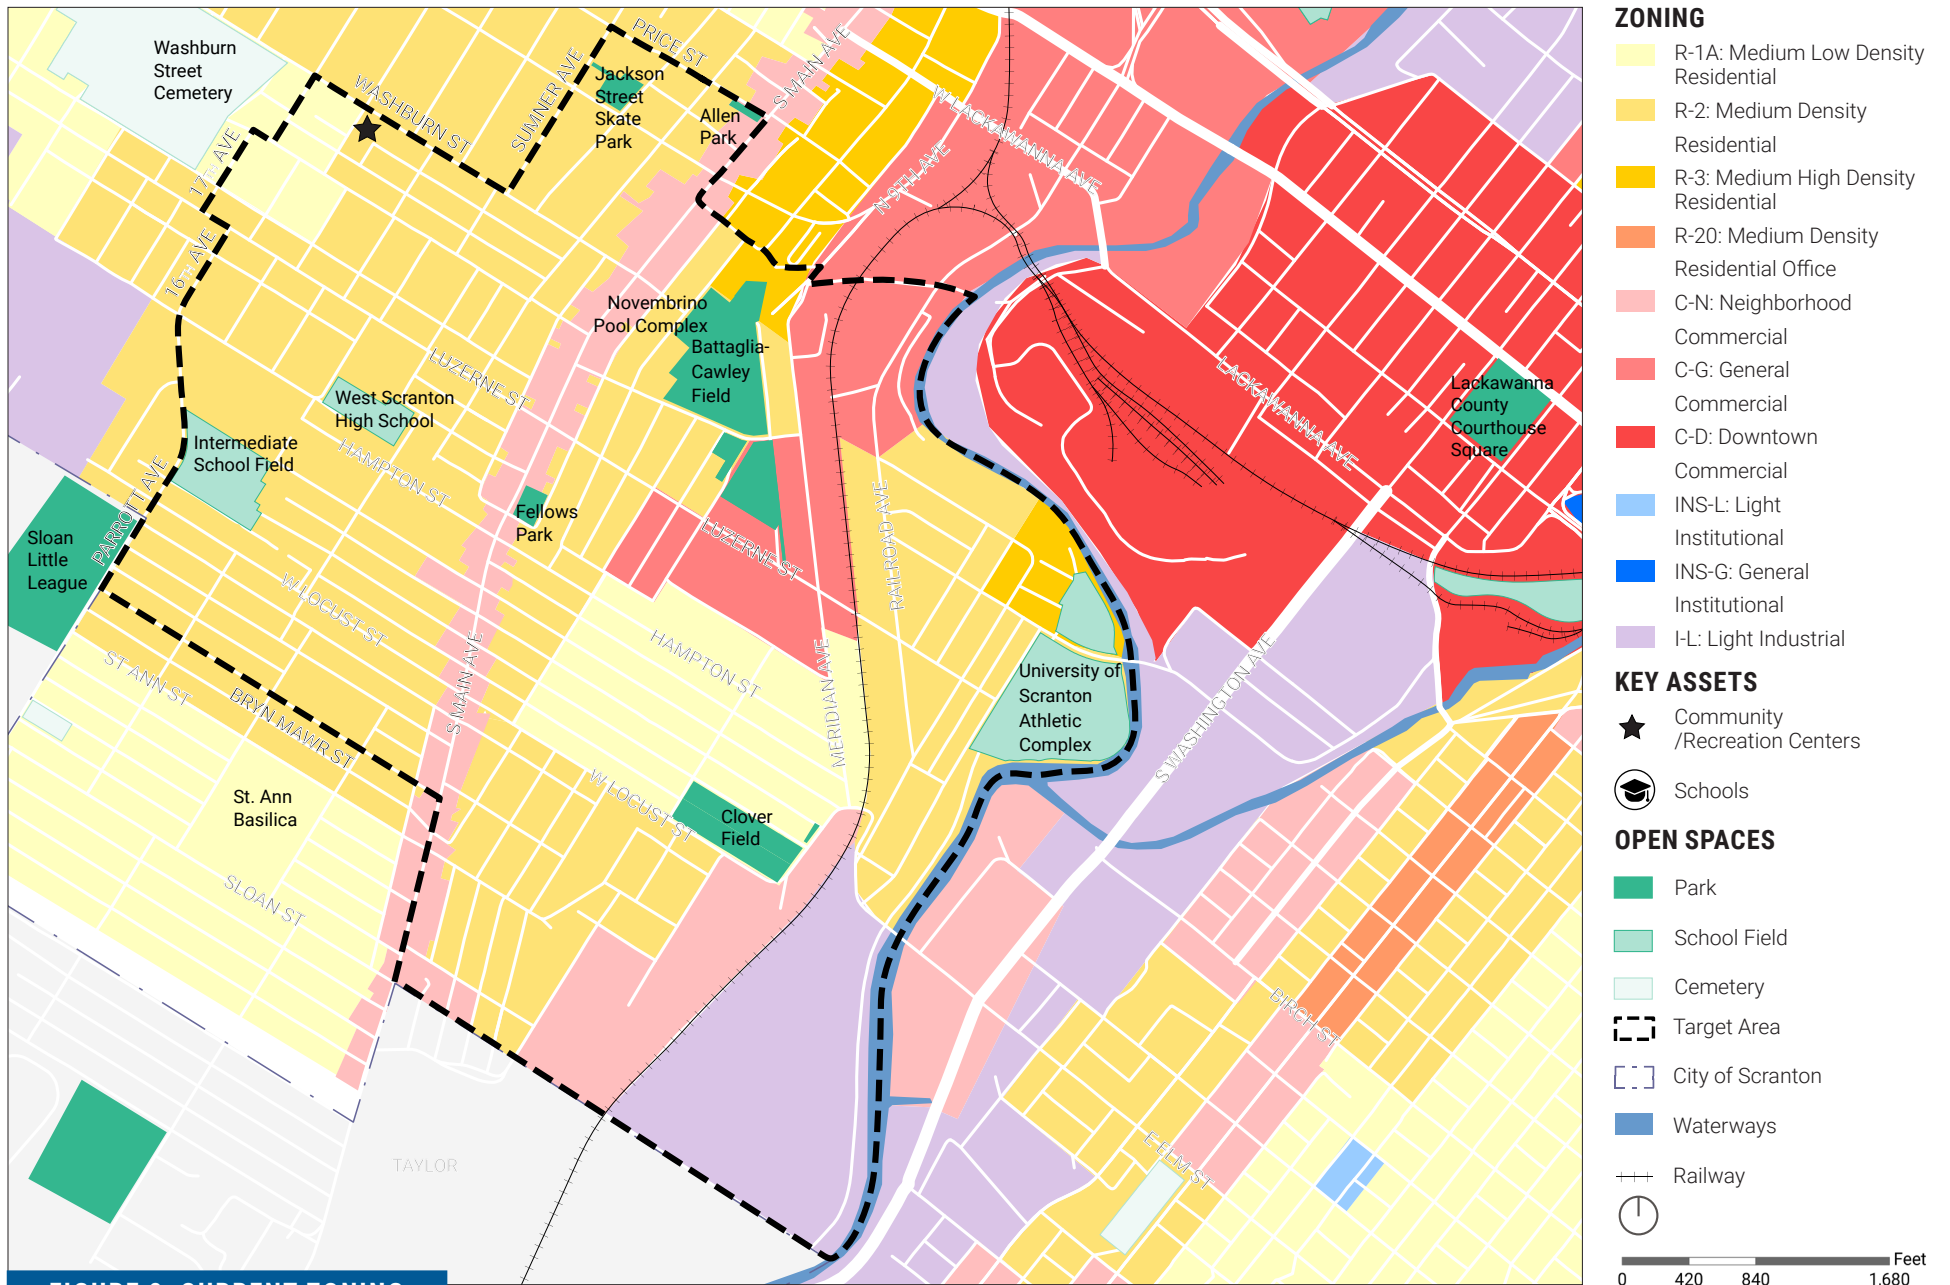 Washburn
Street
Cemetery
WASHBURN ST
SUMNER AVE
PRICE ST
Jackson
Street
Skate
Park
Allen
Park
S MAIN AVE
W LACKAWANNA AVE
N 9TH AVE
17TH AVE
16TH AVE
Novembrino
Pool Complex
Battaglia-
Cawley
Field
LUZERNE ST
West Scranton
High School
HAMPTON ST
Intermediate
School Field
PARROTT AVE
Sloan
Little
League
Fellows
Park
LUZERNE ST
RAILROAD AVE
LACKAWANNA AVE
Lackawanna
County
Courthouse
Square
W LOCUST ST
ST ANN ST
BRYN MAWR ST
S MAIN AVE
HAMPTON ST
MERIDIAN AVE
University of
Scranton
Athletic
Complex
S WASHINGTON AVE
St. Ann
Basilica
W LOCUST ST
Clover
Field
SLOAN ST
BIRCH ST
E ELM ST
TAYLOR
ZONING
R-1A: Medium Low Density
Residential
R-2: Medium Density
Residential
R-3: Medium High Density
Residential
R-20: Medium Density
Residential Office
C-N: Neighborhood
Commercial
C-G: General
Commercial
C-D: Downtown
Commercial
INS-L: Light
Institutional
INS-G: General
Institutional
I-L: Light Industrial
KEY ASSETS
Community
/Recreation Centers
Schools
OPEN SPACES
Park
School Field
Cemetery
Target Area
City of Scranton
Waterways
Railway
Feet
0 420 840 1,680